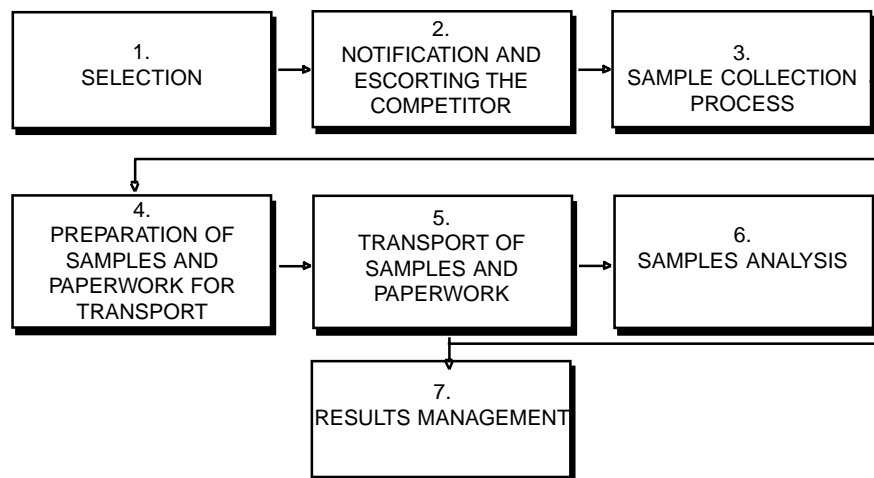 1.
SELECTION
2.
NOTIFICATION AND
ESCORTING THE
COMPETITOR
3.
SAMPLE COLLECTION
PROCESS
4.
PREPARATION OF
SAMPLES AND
PAPERWORK FOR
TRANSPORT
5.
TRANSPORT OF
SAMPLES AND
PAPERWORK
6.
SAMPLES ANALYSIS
7.
RESULTS MANAGEMENT